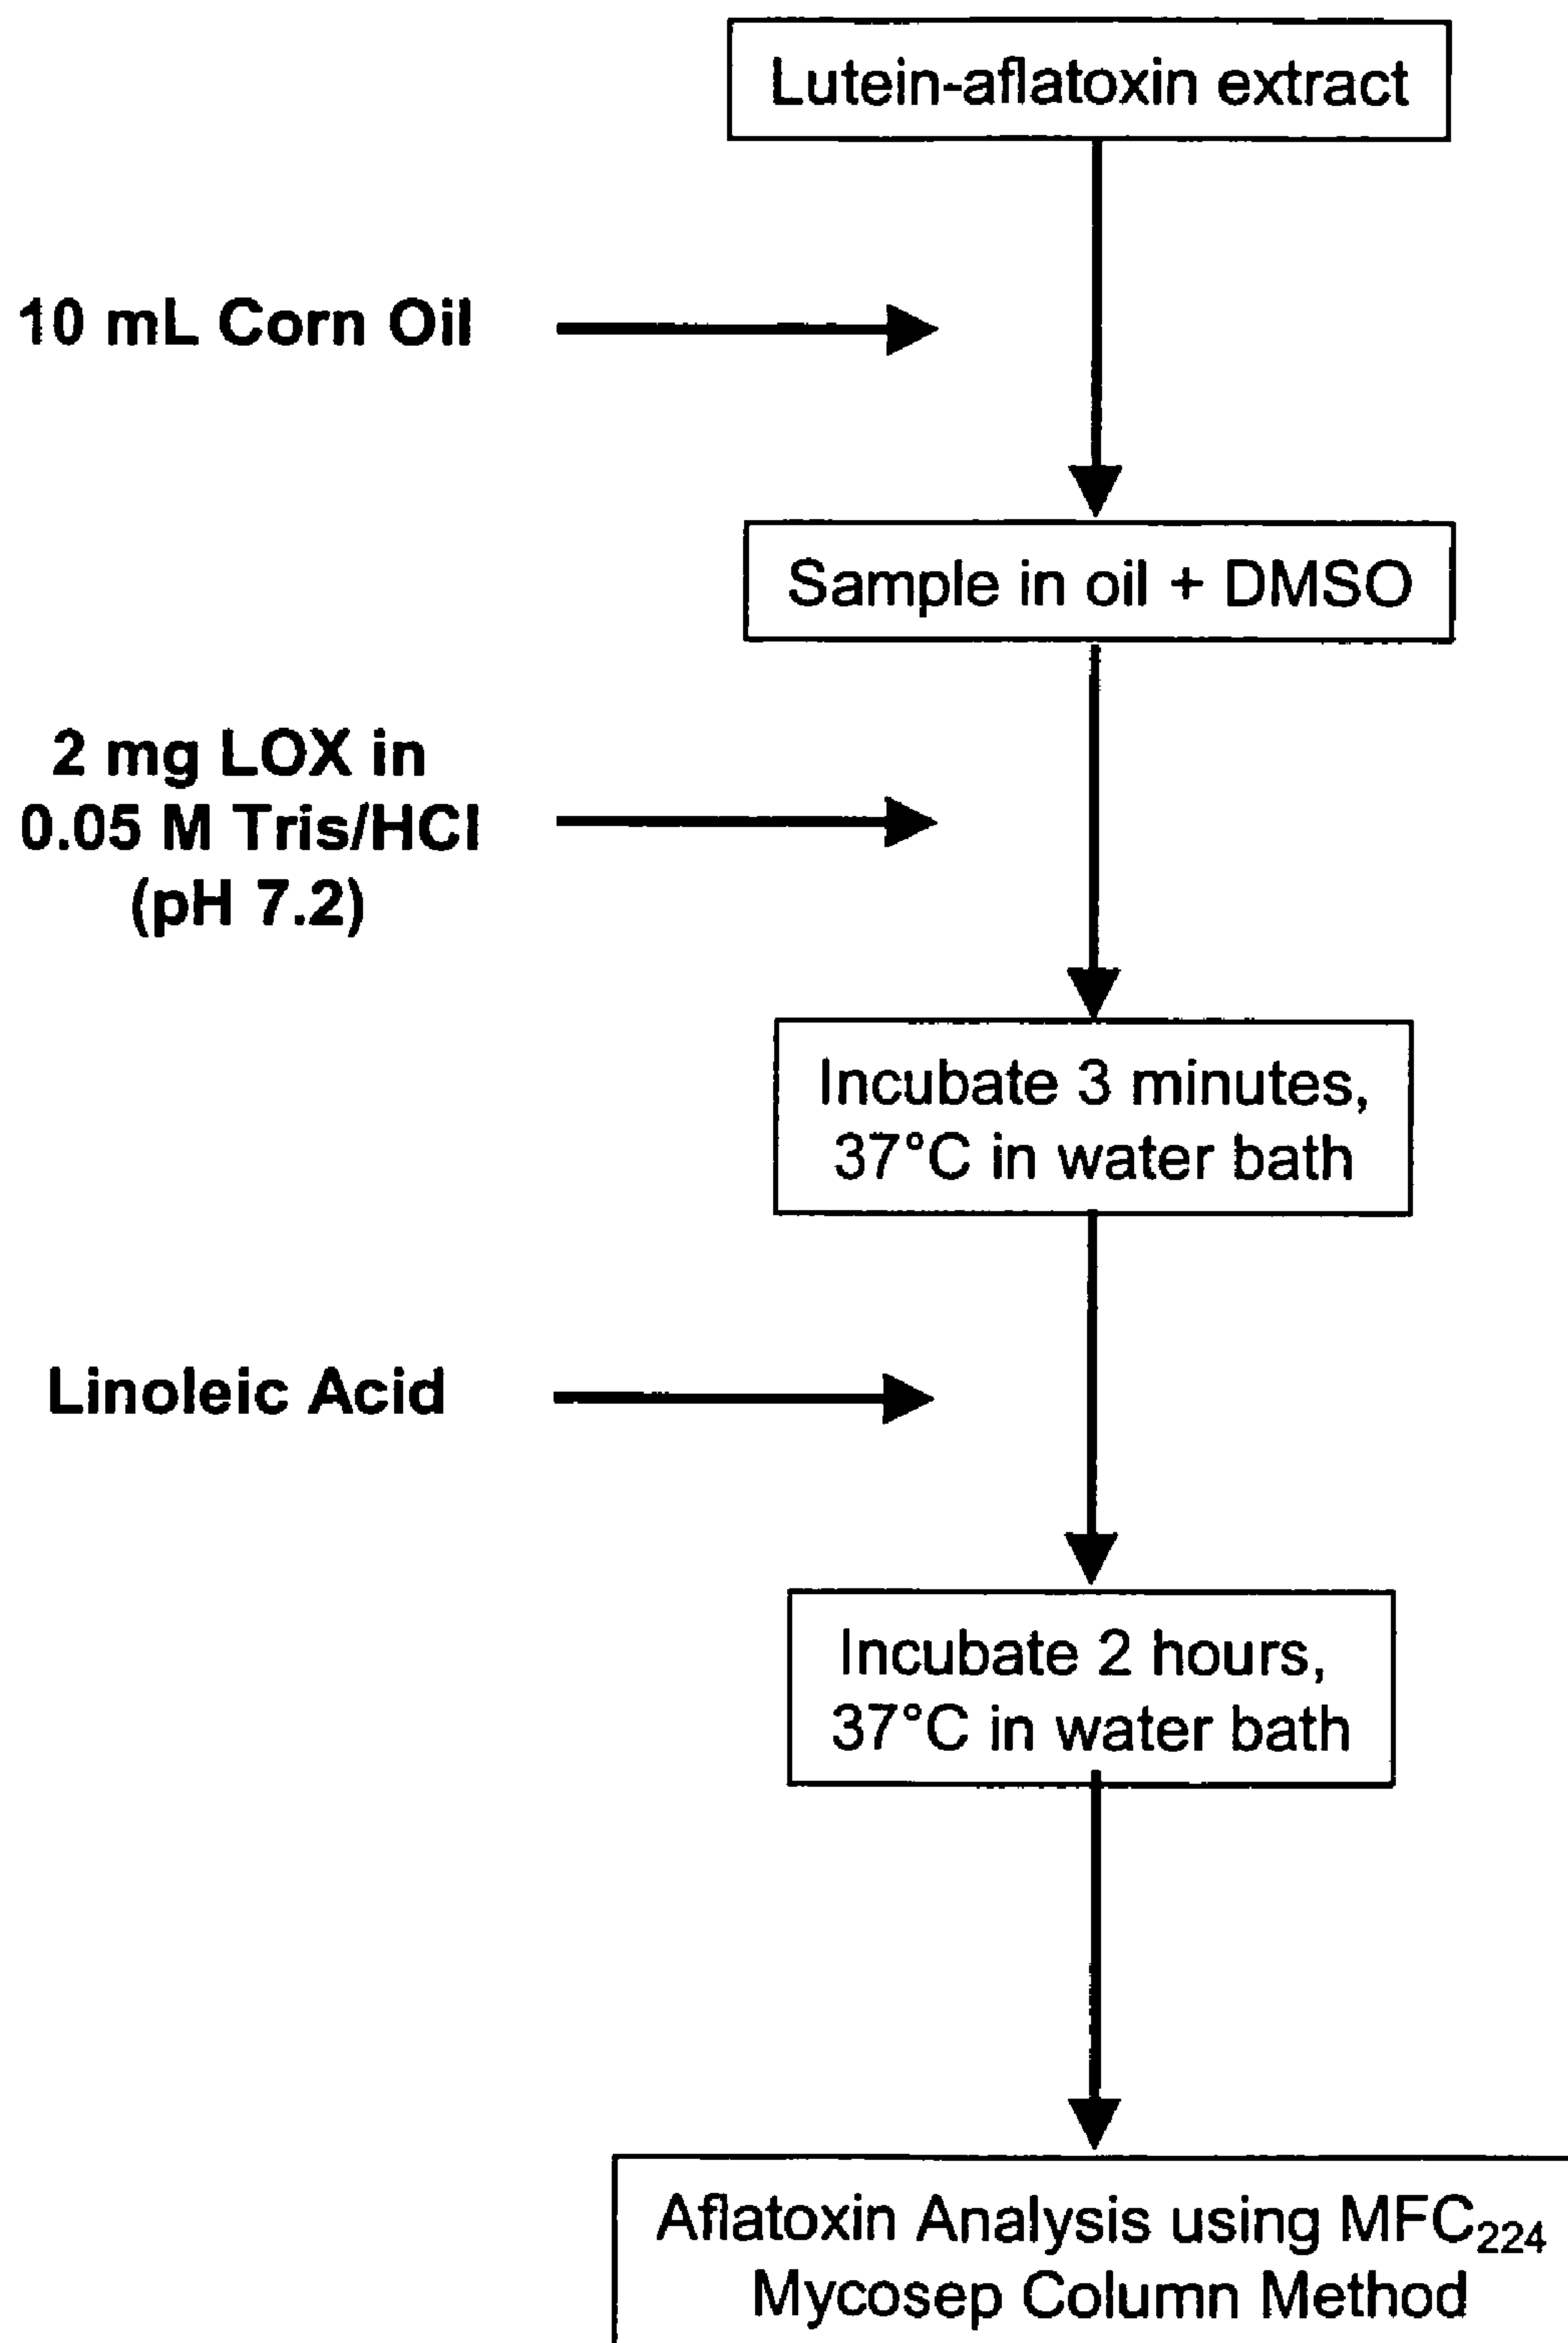 Lutein-aflatoxin extract
10 mL Corn Oil
Sample in oil + DMSO
2 mg LOX in
0.05 M Tris/HCl
(pH 7.2)
Incubate 3 minutes,
37°C in water bath
Linoleic Acid
Incubate 2 hours,
37°C in water bath
Aflatoxin Analysis using MFC₂₂₄
Mycosep Column Method